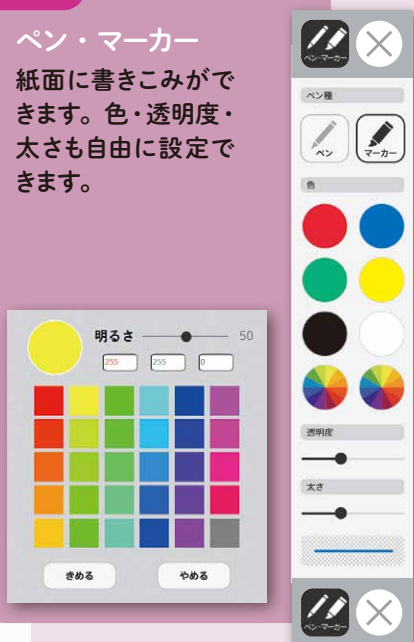 ペン・マーカー
紙面に書きこみがで
きます。色・透明度・
太さも自由に設定で
きます。
明るさ
50
255 255 0
きめる やめる
ペン・マーカー
ペン種
ペン マーカー
色
透明度
太さ
ペン・マーカー